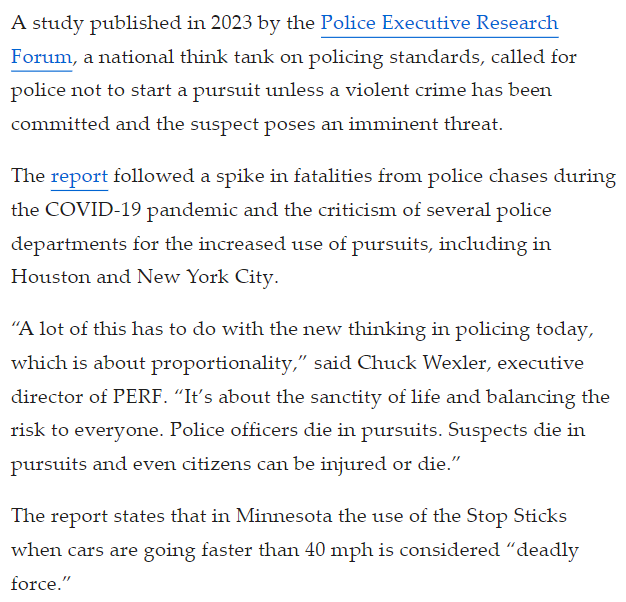 A study published in 2023 by the Police Executive Research
Forum, a national think tank on policing standards, called for
police not to start a pursuit unless a violent crime has been
committed and the suspect poses an imminent threat.
The report followed a spike in fatalities from police chases during
the COVID-19 pandemic and the criticism of several police
departments for the increased use of pursuits, including in
Houston and New York City.
“A lot of this has to do with the new thinking in policing today,
which is about proportionality,” said Chuck Wexler, executive
director of PERF. “It’s about the sanctity of life and balancing the
risk to everyone. Police officers die in pursuits. Suspects die in
pursuits and even citizens can be injured or die.”
The report states that in Minnesota the use of the Stop Sticks
when cars are going faster than 40 mph is considered “deadly
force.”